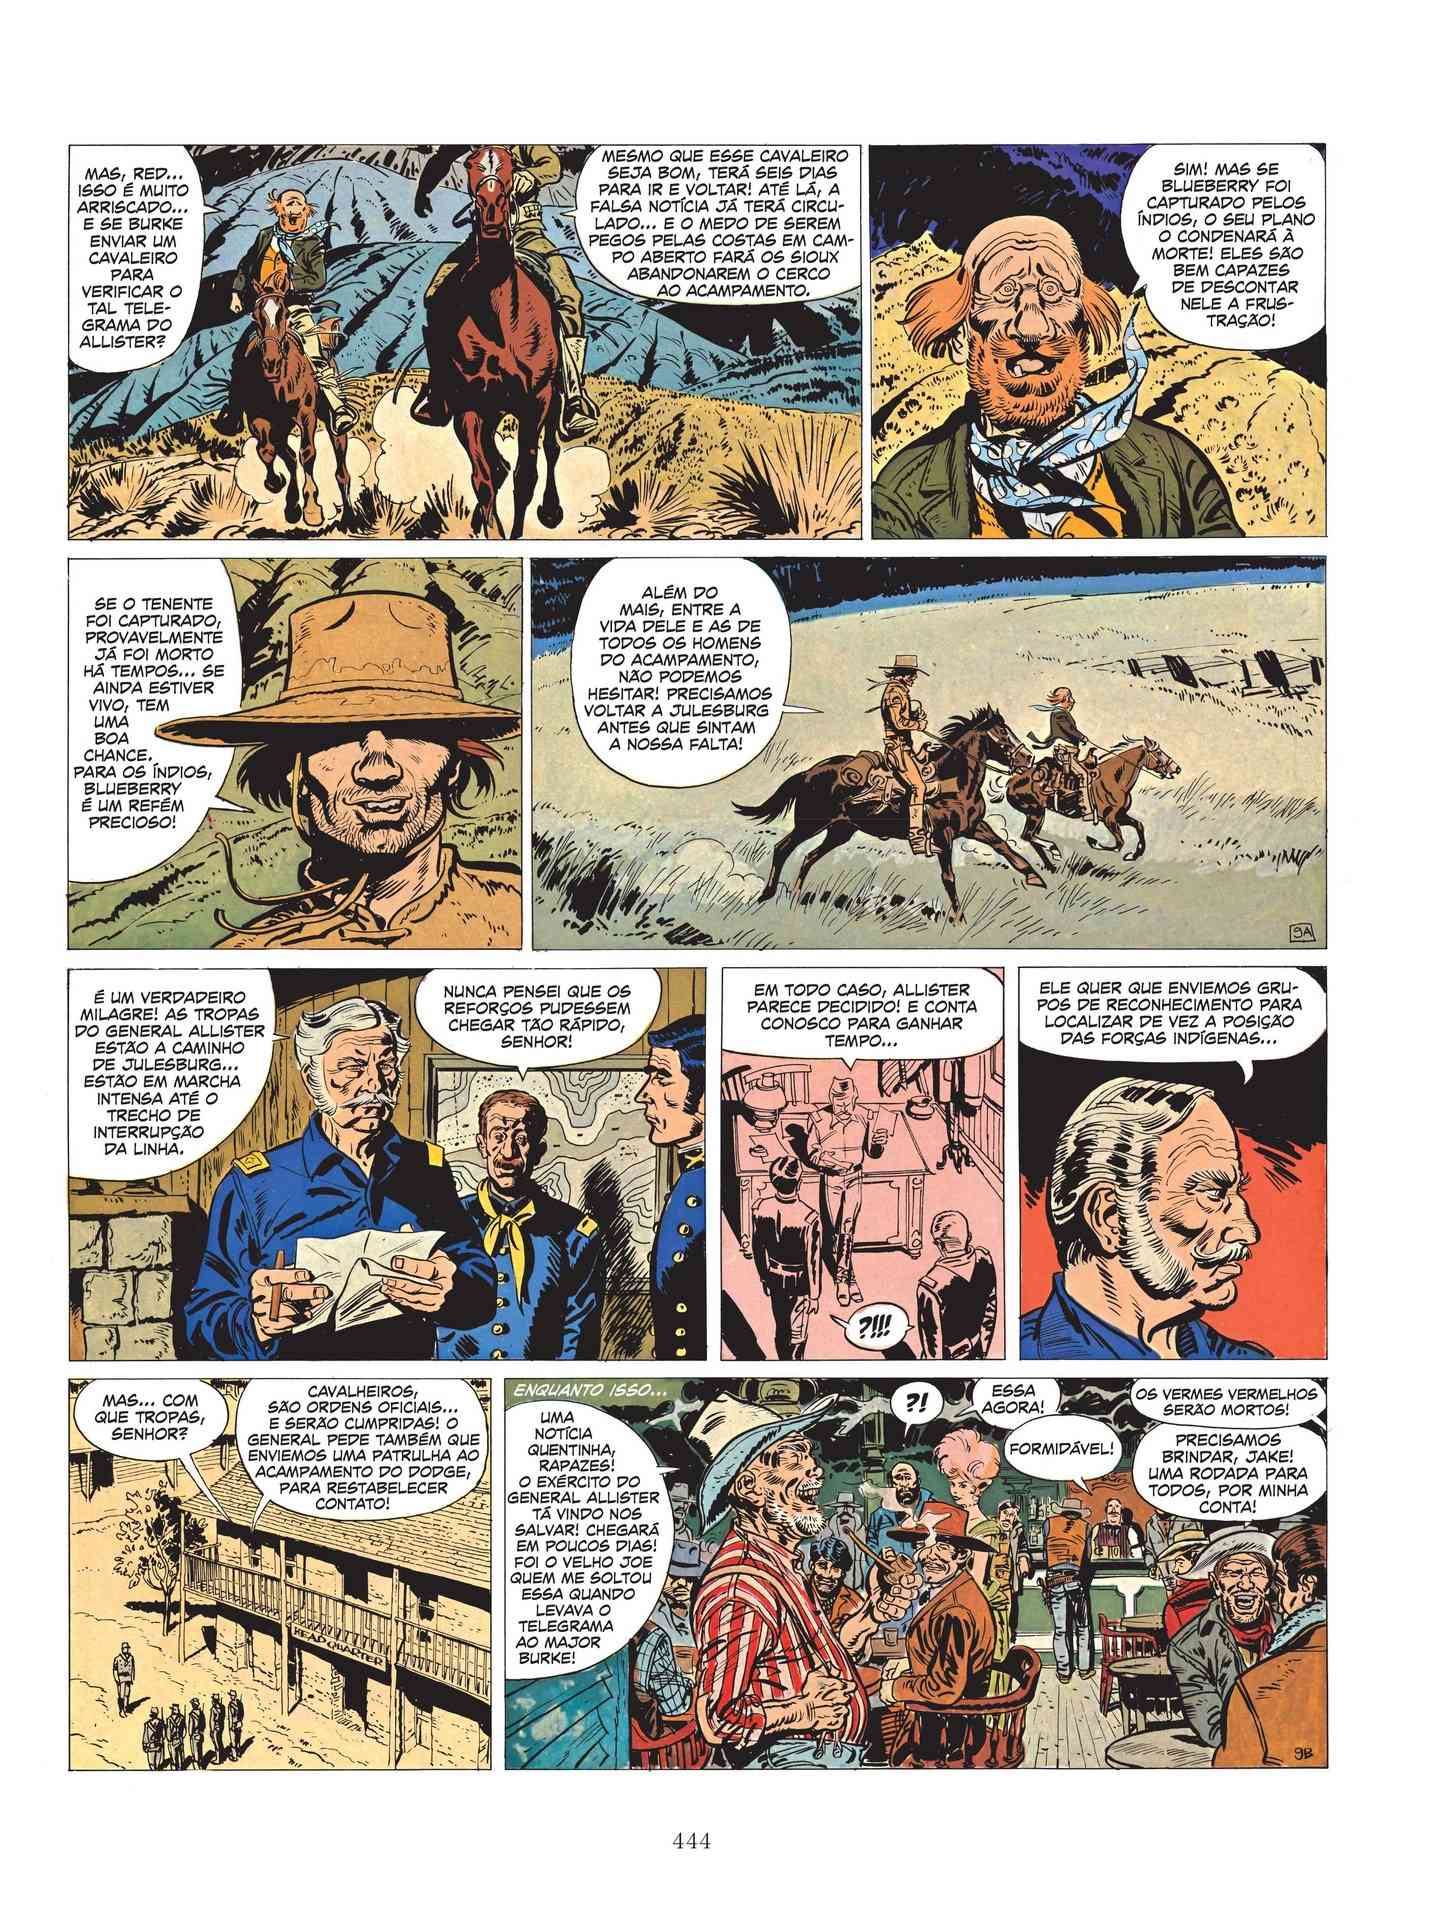 MAS, RED...
ISSO É MUITO
ARRISCADO...
E SE BURKE
ENVIAR UM
CAVALEIRO
PARA
VERIFICAR O
TAL TELE-
GRAMA DO
ALLISTER?
MESMO QUE ESSE CAVALEIRO
SEJA BOM, TERÁ SEIS DIAS
PARA IR E VOLTAR! ATÉ LÁ, A
FALSA NOTÍCIA JÁ TERÁ CIRCU-
LADO... E O MEDO DE SEREM
PEGOS PELAS COSTAS EM CAM-
PO ABERTO FARÁ OS SIOUX
ABANDONAREM O CERCO
AO ACAMPAMENTO.
SIM! MAS SE
BLUEBERRY FOI
CAPTURADO PELOS
ÍNDIOS, O SEU PLANO
O CONDENARÁ À
MORTE! ELES SÃO
BEM CAPAZES
DE DESCONTAR
NELE A FRUS-
TRAÇÃO!
SE O TENENTE
FOI CAPTURADO,
PROVAVELMENTE
JÁ FOI MORTO
HÁ TEMPOS... SE
AINDA ESTIVER
VIVO, TEM
UMA
BOA
CHANCE.
PARA OS ÍNDIOS,
BLUEBERRY
É UM REFÉM
PRECIOSO!
ALÉM DO
MAIS, ENTRE A
VIDA DELE E AS DE
TODOS OS HOMENS
DO ACAMPAMENTO,
NÃO PODEMOS
HESITAR! PRECISAMOS
VOLTAR A JULESBURG
ANTES QUE SINTAM
A NOSSA FALTA!
9A
É UM VERDADEIRO
MILAGRE! AS TROPAS
DO GENERAL ALLISTER
ESTÃO A CAMINHO
DE JULESBURG...
ESTÃO EM MARCHA
INTENSA ATÉ O
TRECHO DE
INTERRUPÇÃO
DA LINHA.
NUNCA PENSEI QUE OS
REFORÇOS PUDESSEM
CHEGAR TÃO RÁPIDO,
SENHOR!
EM TODO CASO, ALLISTER
PARECE DECIDIDO! E CONTA
CONOSCO PARA GANHAR
TEMPO...
?!!!
ELE QUER QUE ENVIEMOS GRU-
POS DE RECONHECIMENTO PARA
LOCALIZAR DE VEZ A POSIÇÃO
DAS FORÇAS INDÍGENAS...
MAS... COM
QUE TROPAS,
SENHOR?
CAVALHEIROS,
SÃO ORDENS OFICIAIS...
E SERÃO CUMPRIDAS! O
GENERAL PEDE TAMBÉM QUE
ENVIEMOS UMA PATRULHA AO
ACAMPAMENTO DO DODGE,
PARA RESTABELECER
CONTATO!
HEADQUARTER
ENQUANTO ISSO...
UMA
NOTÍCIA
QUENTINHA,
RAPAZES!
O EXÉRCITO DO
GENERAL ALLISTER
TÁ VINDO NOS
SALVAR! CHEGARÁ
EM POUCOS DIAS!
FOI O VELHO JOE
QUEM ME SOLTOU
ESSA QUANDO
LEVAVA O
TELEGRAMA
AO MAJOR
BURKE!
?!
ESSA
AGORA!
FORMIDÁVEL!
OS VERMES VERMELHOS
SERÃO MORTOS!
PRECISAMOS
BRINDAR, JAKE!
UMA RODADA PARA
TODOS, POR MINHA
CONTA!
9B
444